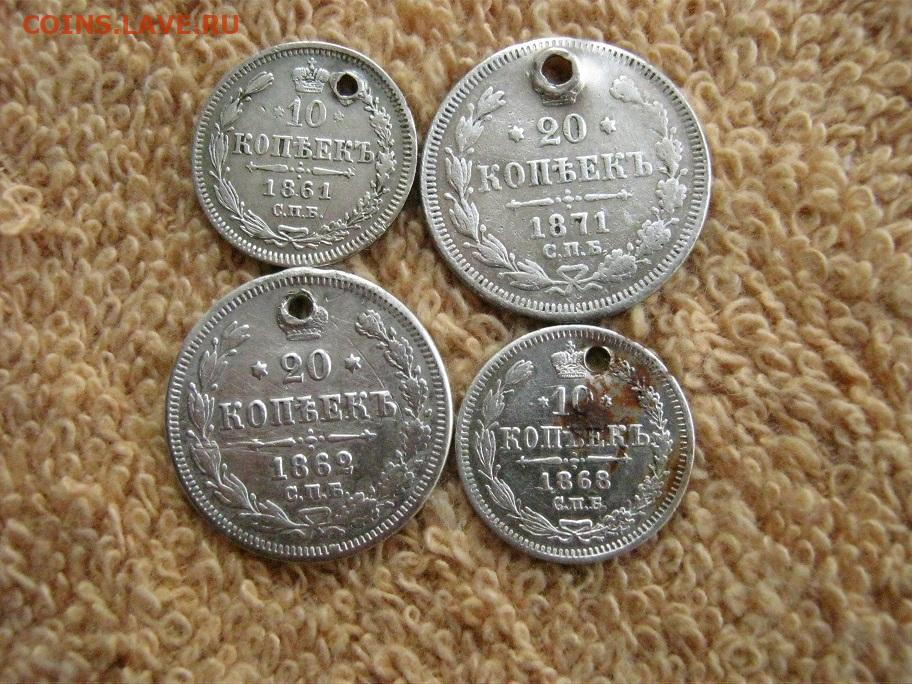 COINS.LAVE.RU
10
КОПѢЕКЪ
1861
С.П.Б.
20
КОПѢЕКЪ
1871
С.П.Б.
20
КОПѢЕКЪ
1862
С.П.Б.
10
КОПѢЕКЪ
1868
С.П.Б.